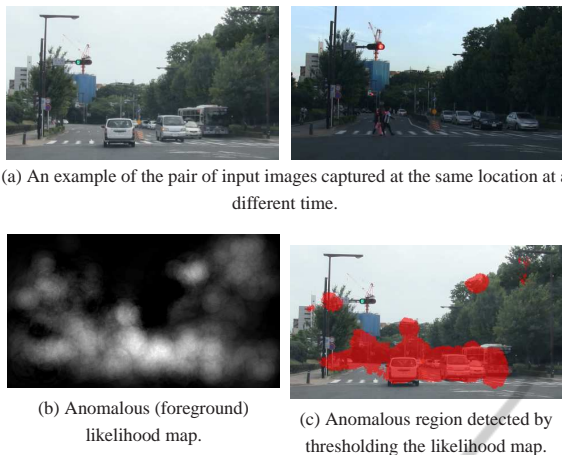 (a) An example of the pair of input images captured at the same location at a
different time.
(b) Anomalous (foreground)
likelihood map.
(c) Anomalous region detected by
thresholding the likelihood map.